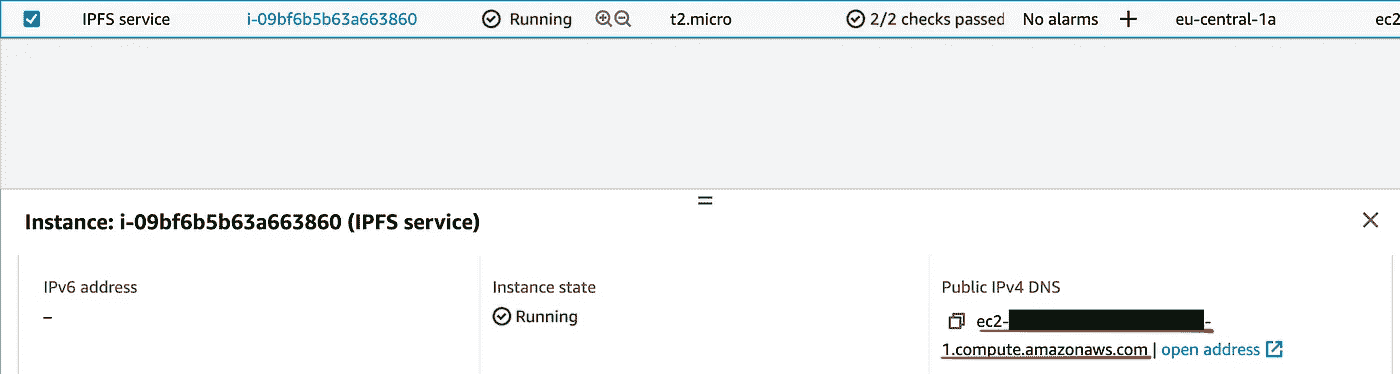 IPFS service i-09bf6b5b63a663860 Running t2.micro 2/2 checks passed No alarms + eu-central-1a ec2
Instance: i-09bf6b5b63a663860 (IPFS service)
IPv6 address Instance state Public IPv4 DNS
– Running ec2- -
1.compute.amazonaws.com | open address